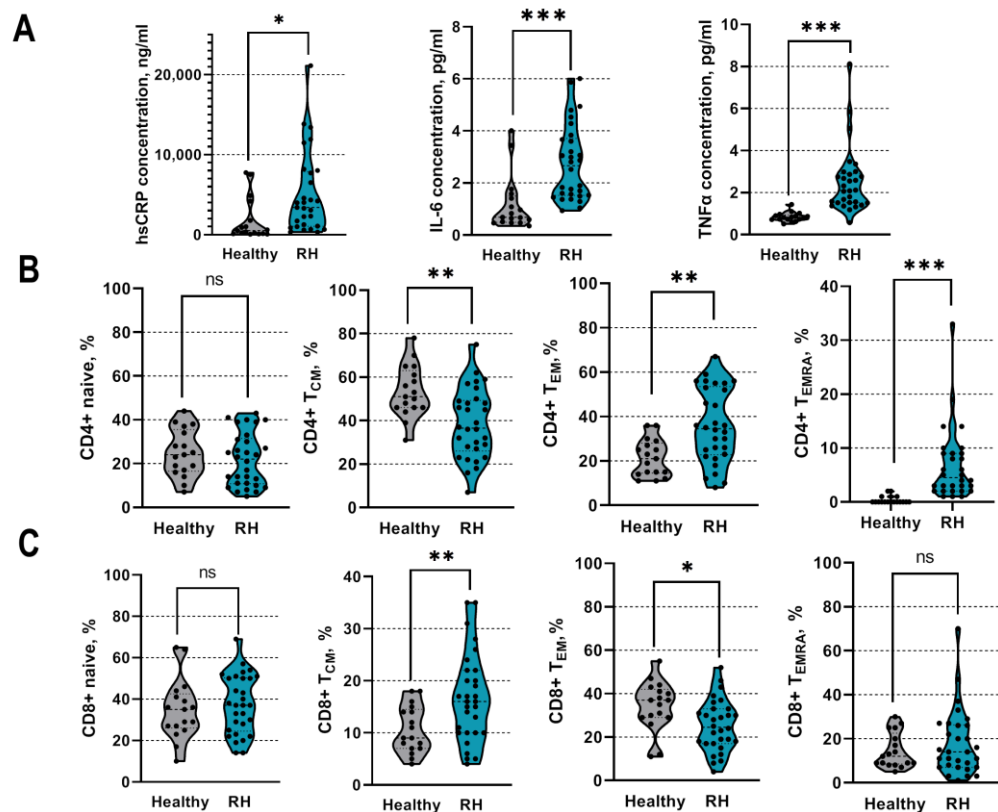 A
hsCRP concentration, ng/ml
20,000
10,000
0
*
Healthy RH
IL-6 concentration, pg/ml
8
6
4
2
0
***
Healthy RH
TNFα concentration, pg/ml
10
8
6
4
2
0
***
Healthy RH
B
CD4+ naive, %
100
80
60
40
20
0
ns
Healthy RH
CD4+ TCM, %
100
80
60
40
20
0
**
Healthy RH
CD4+ TEM, %
100
80
60
40
20
0
**
Healthy RH
CD4+ TEMRA, %
40
30
20
10
0
***
Healthy RH
C
CD8+ naive, %
100
80
60
40
20
0
ns
Healthy RH
CD8+ TCM, %
40
30
20
10
0
**
Healthy RH
CD8+ TEM, %
100
80
60
40
20
0
*
Healthy RH
CD8+ TEMRA, %
100
80
60
40
20
0
ns
Healthy RH